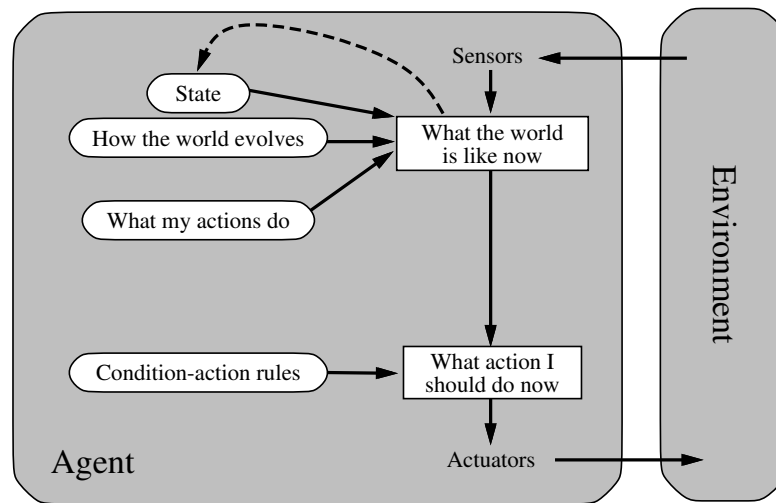 Sensors
State
How the world evolves
What the world
is like now
What my actions do
Condition-action rules
What action I
should do now
Agent
Actuators
Environment